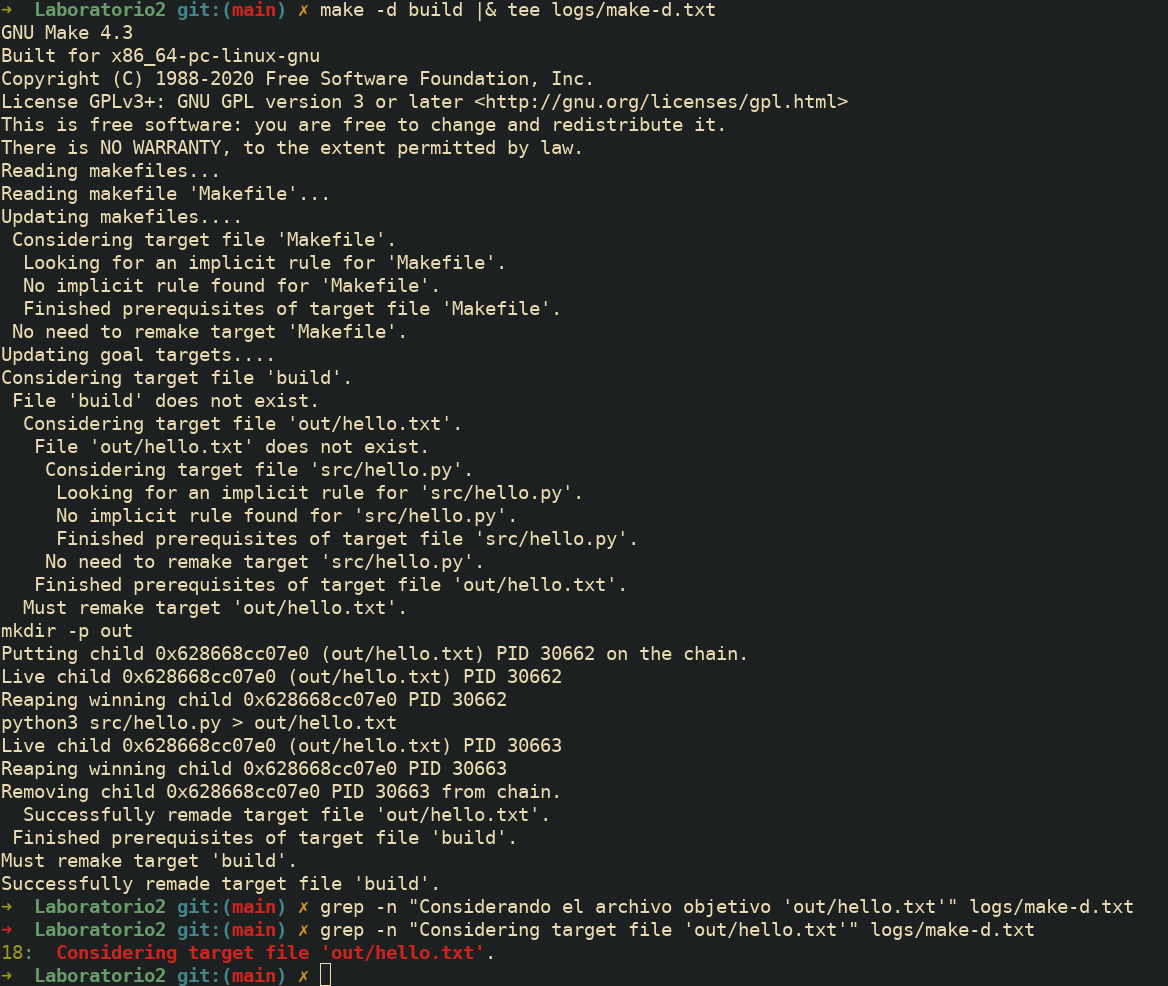 ➜  Laboratorio2 git:(main) ✗ make -d build |& tee logs/make-d.txt
GNU Make 4.3
Built for x86_64-pc-linux-gnu
Copyright (C) 1988-2020 Free Software Foundation, Inc.
License GPLv3+: GNU GPL version 3 or later <http://gnu.org/licenses/gpl.html>
This is free software: you are free to change and redistribute it.
There is NO WARRANTY, to the extent permitted by law.
Reading makefiles...
Reading makefile 'Makefile'...
Updating makefiles....
 Considering target file 'Makefile'.
  Looking for an implicit rule for 'Makefile'.
  No implicit rule found for 'Makefile'.
  Finished prerequisites of target file 'Makefile'.
 No need to remake target 'Makefile'.
Updating goal targets....
Considering target file 'build'.
 File 'build' does not exist.
  Considering target file 'out/hello.txt'.
   File 'out/hello.txt' does not exist.
    Considering target file 'src/hello.py'.
     Looking for an implicit rule for 'src/hello.py'.
     No implicit rule found for 'src/hello.py'.
     Finished prerequisites of target file 'src/hello.py'.
    No need to remake target 'src/hello.py'.
   Finished prerequisites of target file 'out/hello.txt'.
  Must remake target 'out/hello.txt'.
mkdir -p out
Putting child 0x628668cc07e0 (out/hello.txt) PID 30662 on the chain.
Live child 0x628668cc07e0 (out/hello.txt) PID 30662
Reaping winning child 0x628668cc07e0 PID 30662
python3 src/hello.py > out/hello.txt
Live child 0x628668cc07e0 (out/hello.txt) PID 30663
Reaping winning child 0x628668cc07e0 PID 30663
Removing child 0x628668cc07e0 PID 30663 from chain.
  Successfully remade target file 'out/hello.txt'.
 Finished prerequisites of target file 'build'.
Must remake target 'build'.
Successfully remade target file 'build'.
➜  Laboratorio2 git:(main) ✗ grep -n "Considerando el archivo objetivo 'out/hello.txt'" logs/make-d.txt
➜  Laboratorio2 git:(main) ✗ grep -n "Considering target file 'out/hello.txt'" logs/make-d.txt
18:  Considering target file 'out/hello.txt'.
➜  Laboratorio2 git:(main) ✗